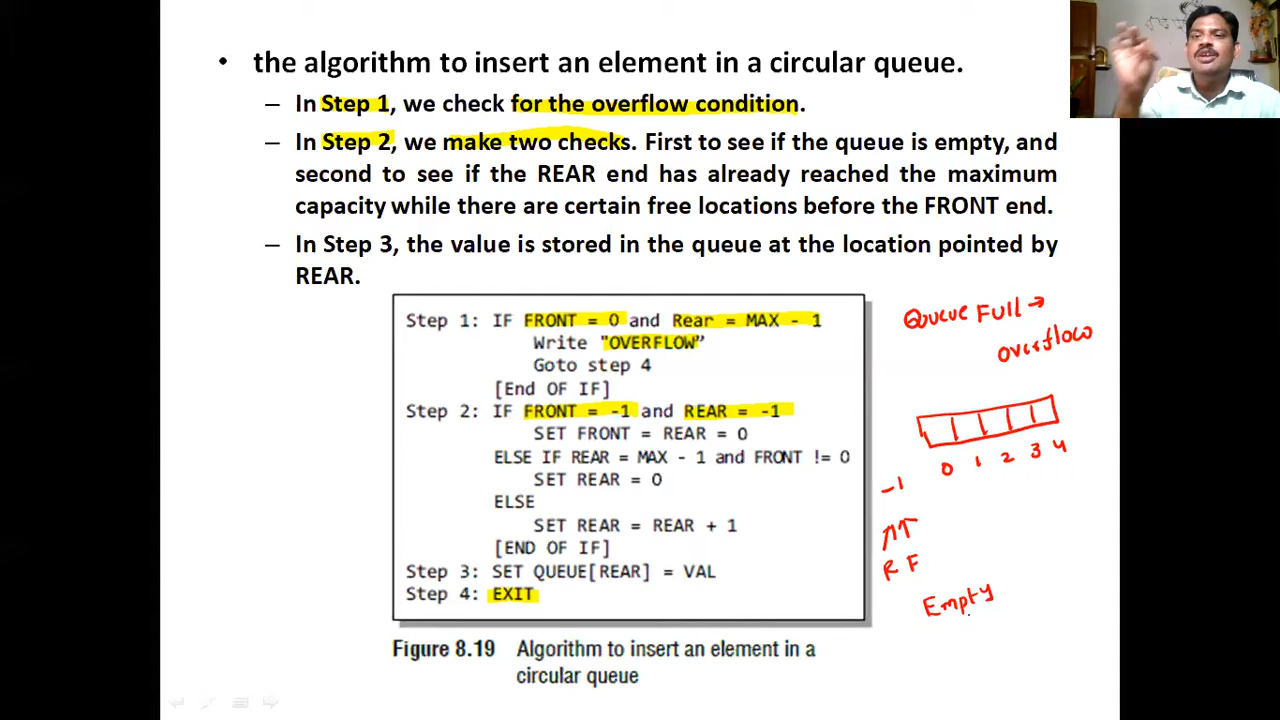 • the algorithm to insert an element in a circular queue.
– In Step 1, we check for the overflow condition.
– In Step 2, we make two checks. First to see if the queue is empty, and
second to see if the REAR end has already reached the maximum
capacity while there are certain free locations before the FRONT end.
– In Step 3, the value is stored in the queue at the location pointed by
REAR.
Step 1: IF FRONT = 0 and Rear = MAX - 1
Write "OVERFLOW”
Goto step 4
[End OF IF]
Step 2: IF FRONT = -1 and REAR = -1
SET FRONT = REAR = 0
ELSE IF REAR = MAX - 1 and FRONT != 0
SET REAR = 0
ELSE
SET REAR = REAR + 1
[END OF IF]
Step 3: SET QUEUE[REAR] = VAL
Step 4: EXIT
Figure 8.19 Algorithm to insert an element in a
circular queue
Queue Full →
overflow
0 1 2 3 4
-1
R F
Empty